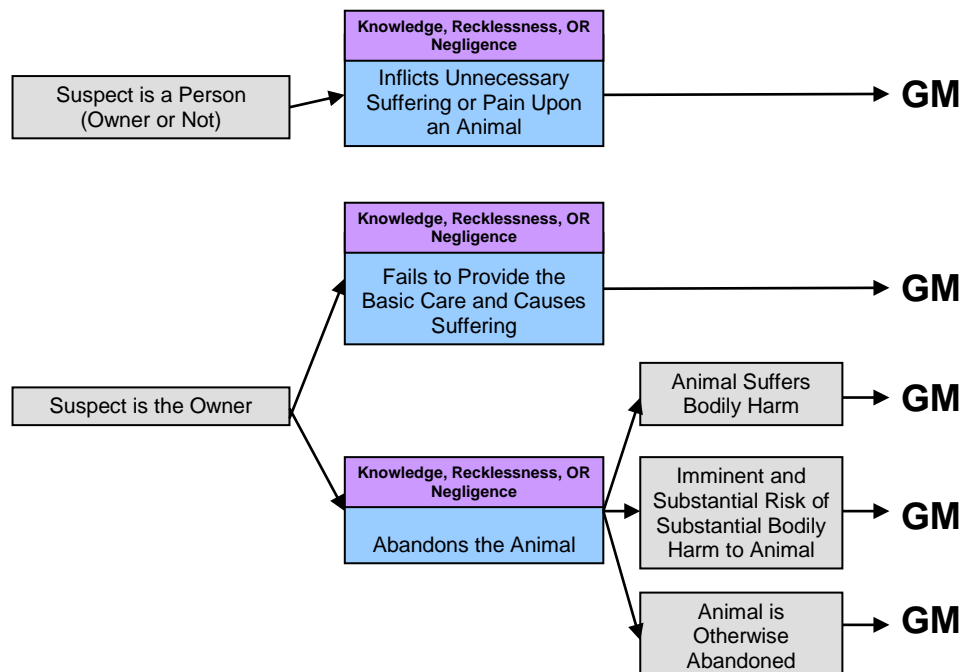 Knowledge, Recklessness, OR
Negligence
Suspect is a Person
(Owner or Not)
Inflicts Unnecessary
Suffering or Pain Upon
an Animal
GM
Knowledge, Recklessness, OR
Negligence
Fails to Provide the
Basic Care and Causes
Suffering
GM
Suspect is the Owner
Animal Suffers
Bodily Harm
GM
Knowledge, Recklessness, OR
Negligence
Abandons the Animal
Imminent and
Substantial Risk of
Substantial Bodily
Harm to Animal
GM
Animal is
Otherwise
Abandoned
GM